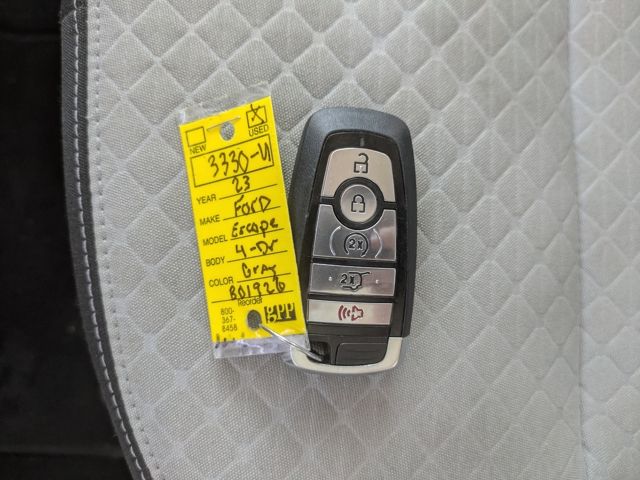 NEW
USED
3330-U
YEAR 23
MAKE Ford
MODEL Escape
BODY 4-Dr
COLOR Gray
B01926
Reorder
800-
367-
8458
gpp
2x
2x